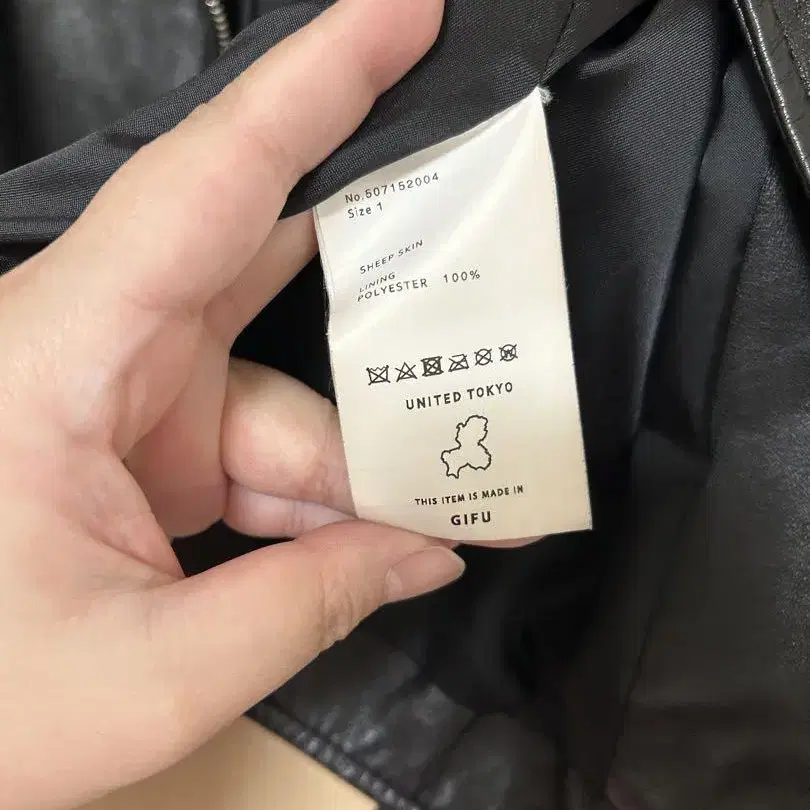 No.507152004
Size 1
SHEEP SKIN
LINING
POLYESTER 100%
UNITED TOKYO
THIS ITEM IS MADE IN
GIFU